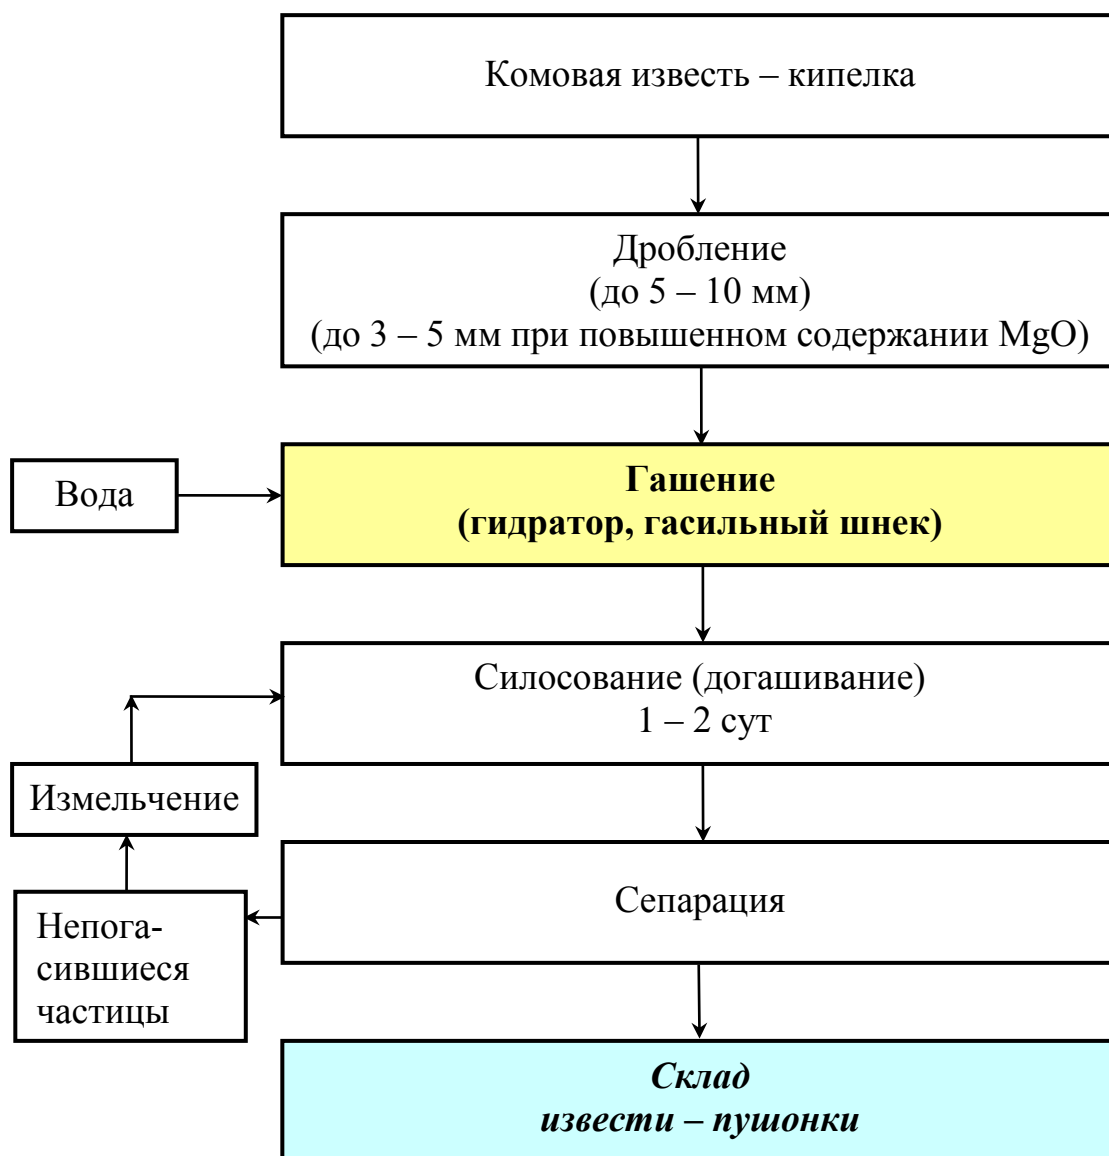 Комовая известь – кипелка
Дробление
(до 5 – 10 мм)
(до 3 – 5 мм при повышенном содержании MgO)
Вода
Гашение
(гидратор, гасильный шнек)
Силосование (догашивание)
1 – 2 сут
Измельчение
Сепарация
Непога-
сившиеся
частицы
Склад
извести – пушонки